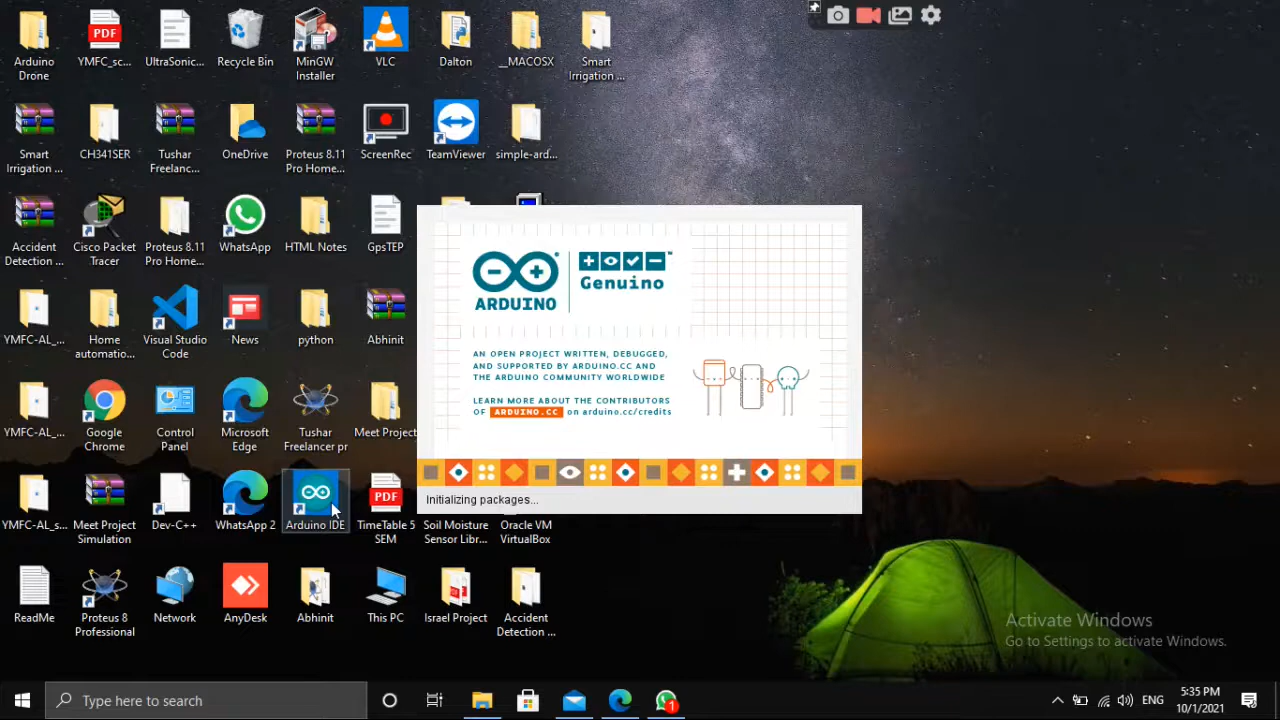 Arduino
Drone
YMFC_sc...
UltraSonic...
Recycle Bin
MinGW
Installer
VLC
Dalton
__MACOSX
Smart
Irrigation ...
Smart
Irrigation ...
CH341SER
Tushar
Freelanc...
OneDrive
Proteus 8.11
Pro Home...
ScreenRec
TeamViewer
simple-ard...
Accident
Detection ...
Cisco Packet
Tracer
Proteus 8.11
Pro Home...
WhatsApp
HTML Notes
GpsTEP
YMFC-AL_...
Home
automatio...
Visual Studio
Code
News
python
Abhinit
YMFC-AL_...
Google
Chrome
Control
Panel
Microsoft
Edge
Tushar
Freelancer pr
Meet Project
YMFC-AL_s...
Meet Project
Simulation
Dev-C++
WhatsApp 2
Arduino IDE
TimeTable 5
SEM
Soil Moisture
Sensor Libr...
Oracle VM
VirtualBox
ReadMe
Proteus 8
Professional
Network
AnyDesk
Abhinit
This PC
Israel Project
Accident
Detection ...
PDF
PDF
ARDUINO
Genuino
™
AN OPEN PROJECT WRITTEN, DEBUGGED,
AND SUPPORTED BY ARDUINO.CC AND
THE ARDUINO COMMUNITY WORLDWIDE
LEARN MORE ABOUT THE CONTRIBUTORS
OF ARDUINO.CC on arduino.cc/credits
Initializing packages...
Activate Windows
Go to Settings to activate Windows.
Type here to search
1
ENG
5:35 PM
10/1/2021